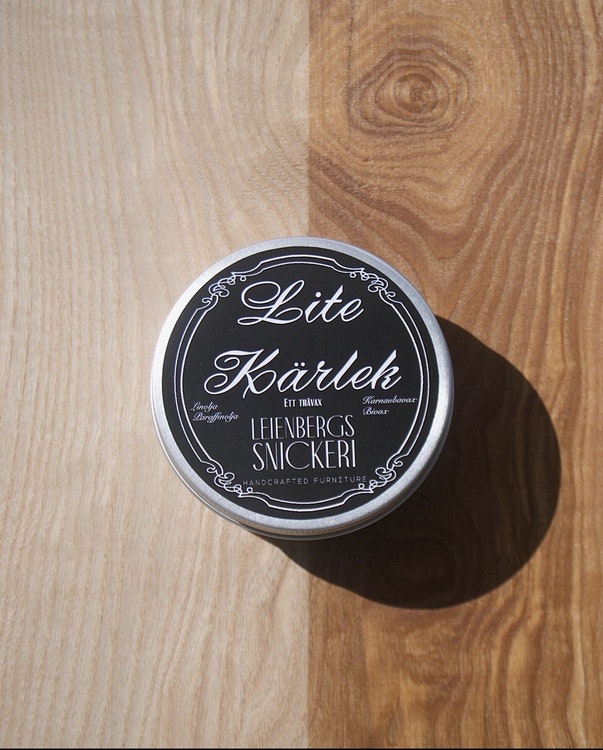 Lite
Kärlek
Ett trävax
Linolja
Paraffinolja
Karnaubavax
Bivax
LEIENBERGS
SNICKERI
HANDCRAFTED FURNITURE